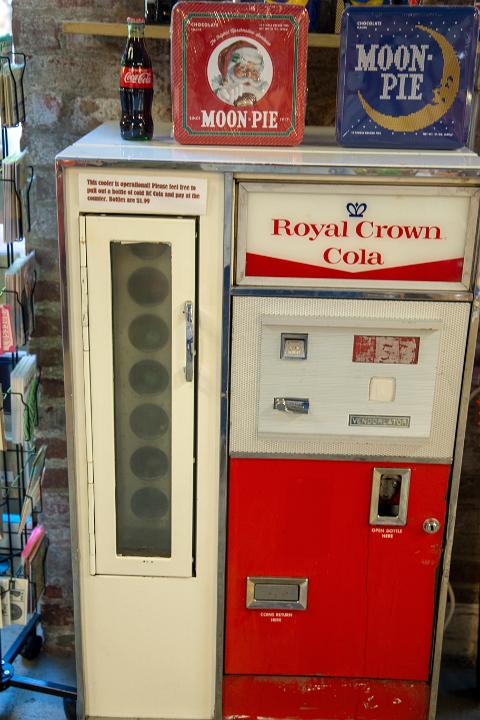 Coca-Cola
MOON-PIE
CHOCOLATE
MOON-
PIE
This cooler is operational! Please feel free to
pull out a bottle of cold RC Cola and pay at the
counter. Bottles are $1.99
Royal Crown
Cola
VENDORLATOR
OPEN BOTTLE
HERE
COINS RETURN
HERE